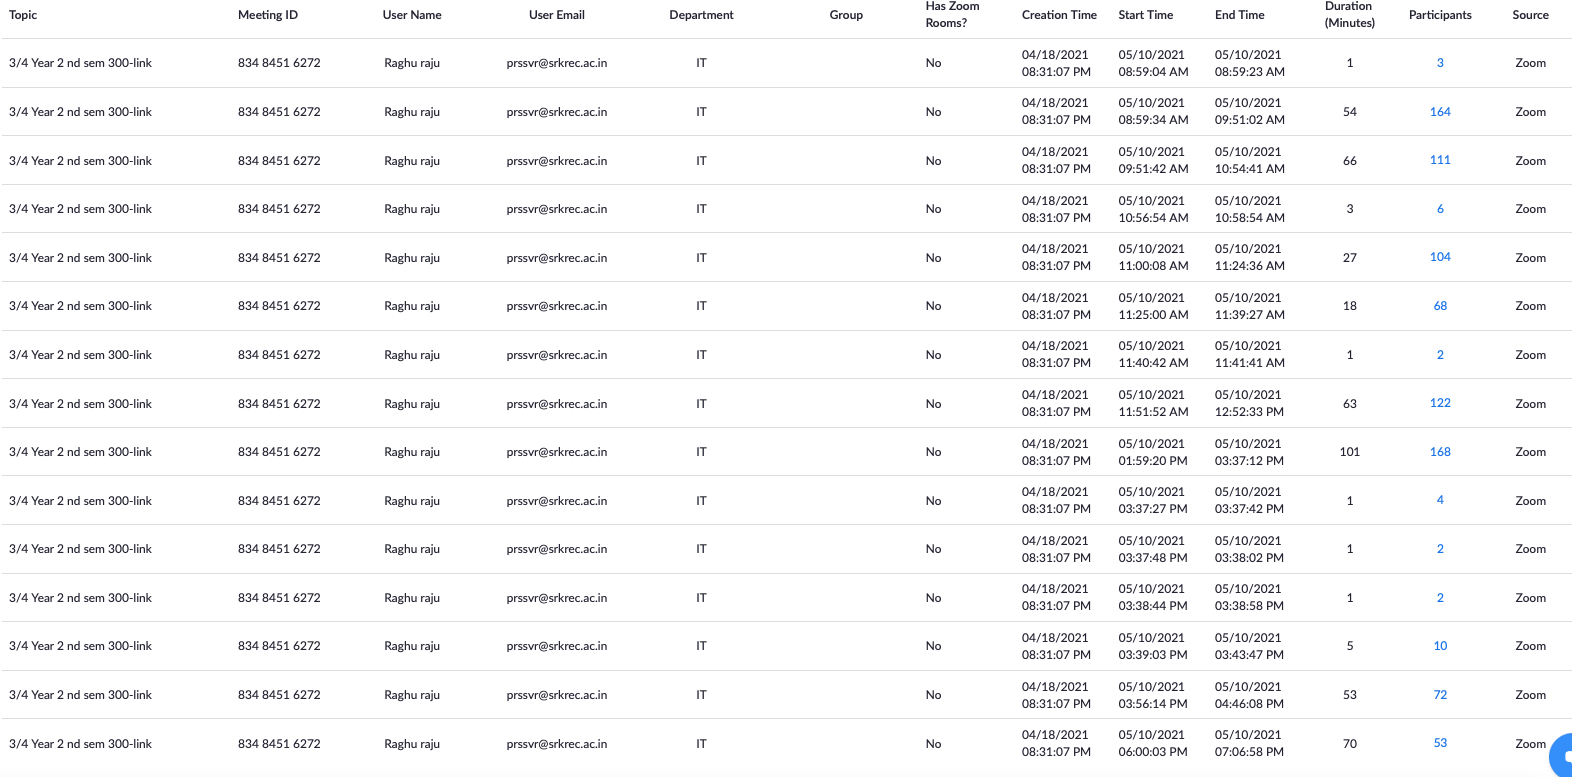 Topic Meeting ID User Name User Email Department Group Has Zoom Rooms? Creation Time Start Time End Time Duration (Minutes) Participants Source
3/4 Year 2 nd sem 300-link 834 8451 6272 Raghu raju prssvr@srkrec.ac.in IT No 04/18/2021 08:31:07 PM 05/10/2021 08:59:04 AM 05/10/2021 08:59:23 AM 1 3 Zoom
3/4 Year 2 nd sem 300-link 834 8451 6272 Raghu raju prssvr@srkrec.ac.in IT No 04/18/2021 08:31:07 PM 05/10/2021 08:59:34 AM 05/10/2021 09:51:02 AM 54 164 Zoom
3/4 Year 2 nd sem 300-link 834 8451 6272 Raghu raju prssvr@srkrec.ac.in IT No 04/18/2021 08:31:07 PM 05/10/2021 09:51:42 AM 05/10/2021 10:54:41 AM 66 111 Zoom
3/4 Year 2 nd sem 300-link 834 8451 6272 Raghu raju prssvr@srkrec.ac.in IT No 04/18/2021 08:31:07 PM 05/10/2021 10:56:54 AM 05/10/2021 10:58:54 AM 3 6 Zoom
3/4 Year 2 nd sem 300-link 834 8451 6272 Raghu raju prssvr@srkrec.ac.in IT No 04/18/2021 08:31:07 PM 05/10/2021 11:00:08 AM 05/10/2021 11:24:36 AM 27 104 Zoom
3/4 Year 2 nd sem 300-link 834 8451 6272 Raghu raju prssvr@srkrec.ac.in IT No 04/18/2021 08:31:07 PM 05/10/2021 11:25:00 AM 05/10/2021 11:39:27 AM 18 68 Zoom
3/4 Year 2 nd sem 300-link 834 8451 6272 Raghu raju prssvr@srkrec.ac.in IT No 04/18/2021 08:31:07 PM 05/10/2021 11:40:42 AM 05/10/2021 11:41:41 AM 1 2 Zoom
3/4 Year 2 nd sem 300-link 834 8451 6272 Raghu raju prssvr@srkrec.ac.in IT No 04/18/2021 08:31:07 PM 05/10/2021 11:51:52 AM 05/10/2021 12:52:33 PM 63 122 Zoom
3/4 Year 2 nd sem 300-link 834 8451 6272 Raghu raju prssvr@srkrec.ac.in IT No 04/18/2021 08:31:07 PM 05/10/2021 01:59:20 PM 05/10/2021 03:37:12 PM 101 168 Zoom
3/4 Year 2 nd sem 300-link 834 8451 6272 Raghu raju prssvr@srkrec.ac.in IT No 04/18/2021 08:31:07 PM 05/10/2021 03:37:27 PM 05/10/2021 03:37:42 PM 1 4 Zoom
3/4 Year 2 nd sem 300-link 834 8451 6272 Raghu raju prssvr@srkrec.ac.in IT No 04/18/2021 08:31:07 PM 05/10/2021 03:37:48 PM 05/10/2021 03:38:02 PM 1 2 Zoom
3/4 Year 2 nd sem 300-link 834 8451 6272 Raghu raju prssvr@srkrec.ac.in IT No 04/18/2021 08:31:07 PM 05/10/2021 03:38:44 PM 05/10/2021 03:38:58 PM 1 2 Zoom
3/4 Year 2 nd sem 300-link 834 8451 6272 Raghu raju prssvr@srkrec.ac.in IT No 04/18/2021 08:31:07 PM 05/10/2021 03:39:03 PM 05/10/2021 03:43:47 PM 5 10 Zoom
3/4 Year 2 nd sem 300-link 834 8451 6272 Raghu raju prssvr@srkrec.ac.in IT No 04/18/2021 08:31:07 PM 05/10/2021 03:56:14 PM 05/10/2021 04:46:08 PM 53 72 Zoom
3/4 Year 2 nd sem 300-link 834 8451 6272 Raghu raju prssvr@srkrec.ac.in IT No 04/18/2021 08:31:07 PM 05/10/2021 06:00:03 PM 05/10/2021 07:06:58 PM 70 53 Zoom